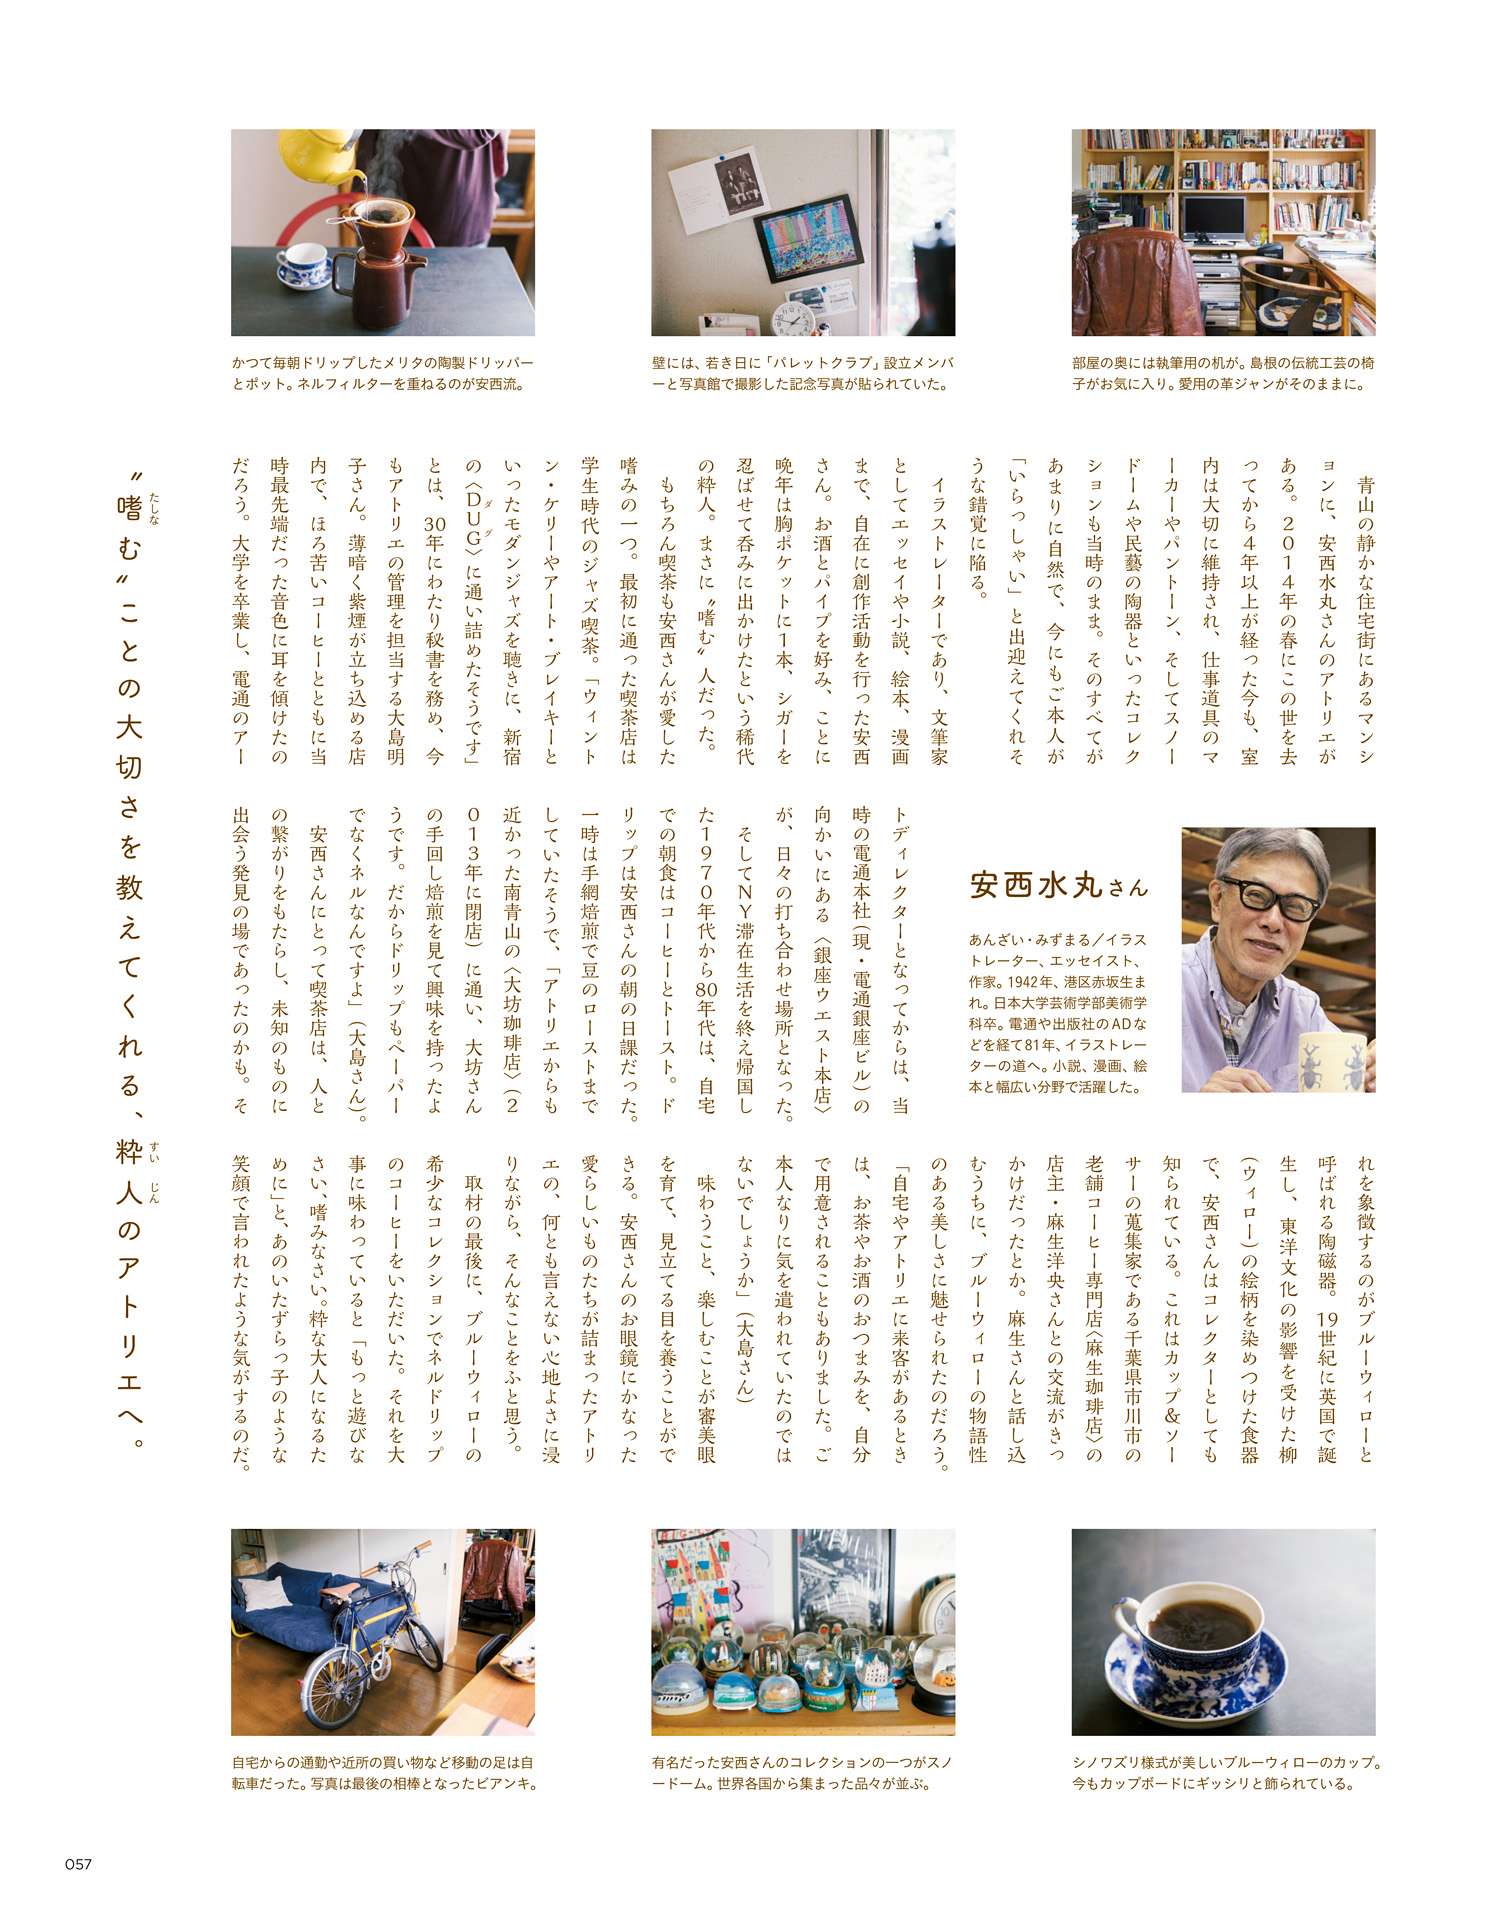 かつて毎朝ドリップしたメリタの陶製ドリッパー
とポット。ネルフィルターを重ねるのが安西流。
壁には、若き日に「パレットクラブ」設立メンバ
ーと写真館で撮影した記念写真が貼られていた。
部屋の奥には執筆用の机が。島根の伝統工芸の椅
子がお気に入り。愛用の革ジャンがそのままに。
〝嗜む〟ことの大切さを教えてくれる、粋人のアトリエへ。
たしな
すいじん
青山の静かな住宅街にあるマンシ
ョンに、安西水丸さんのアトリエが
ある。2014年の春にこの世を去
ってから4年以上が経った今も、室
内は大切に維持され、仕事道具のマ
ーカーやパントーン、そしてスノー
ドームや民藝の陶器といったコレク
ションも当時のまま。そのすべてが
あまりに自然で、今にもご本人が
「いらっしゃい」と出迎えてくれそ
うな錯覚に陥る。
イラストレーターであり、文筆家
としてエッセイや小説、絵本、漫画
まで、自在に創作活動を行った安西
さん。お酒とパイプを好み、ことに
晩年は胸ポケットに1本、シガーを
忍ばせて呑みに出かけたという稀代
の粋人。まさに〝嗜む〟人だった。
もちろん喫茶も安西さんが愛した
嗜みの一つ。最初に通った喫茶店は
学生時代のジャズ喫茶。「ウィント
ン・ケリーやアート・ブレイキーと
いったモダンジャズを聴きに、新宿
の〈DUG〉に通い詰めたそうです」
ダグ
とは、30年にわたり秘書を務め、今
もアトリエの管理を担当する大島明
子さん。薄暗く紫煙が立ち込める店
内で、ほろ苦いコーヒーとともに当
時最先端だった音色に耳を傾けたの
だろう。大学を卒業し、電通のアー
トディレクターとなってからは、当
時の電通本社(現・電通銀座ビル)の
向かいにある〈銀座ウエスト本店〉
が、日々の打ち合わせ場所となった。
そしてNY滞在生活を終え帰国し
た1970年代から80年代は、自宅
での朝食はコーヒーとトースト。ド
リップは安西さんの朝の日課だった。
一時は手網焙煎で豆のローストまで
していたそうで、「アトリエからも
近かった南青山の〈大坊珈琲店〉(2
013年に閉店)に通い、大坊さん
の手回し焙煎を見て興味を持ったよ
うです。だからドリップもペーパー
でなくネルなんですよ」(大島さん)。
安西さんにとって喫茶店は、人と
の繋がりをもたらし、未知のものに
出会う発見の場であったのかも。そ
安西水丸さん
あんざい・みずまる／イラス
トレーター、エッセイスト、
作家。1942年、港区赤坂生ま
れ。日本大学芸術学部美術学
科卒。電通や出版社のADな
どを経て81年、イラストレー
ターの道へ。小説、漫画、絵
本と幅広い分野で活躍した。
れを象徴するのがブルーウィローと
呼ばれる陶磁器。19世紀に英国で誕
生し、東洋文化の影響を受けた柳
(ウィロー)の絵柄を染めつけた食器
で、安西さんはコレクターとしても
知られている。これはカップ&ソー
サーの蒐集家である千葉県市川市の
老舗コーヒー専門店〈麻生珈琲店〉の
店主・麻生洋央さんとの交流がきっ
かけだったとか。麻生さんと話し込
むうちに、ブルーウィローの物語性
のある美しさに魅せられたのだろう。
「自宅やアトリエに来客があるとき
は、お茶やお酒のおつまみを、自分
で用意されることもありました。ご
本人なりに気を遣われていたのでは
ないでしょうか」(大島さん)
味わうこと、楽しむことが審美眼
を育て、見立てる目を養うことがで
きる。安西さんのお眼鏡にかなった
愛らしいものたちが詰まったアトリ
エの、何とも言えない心地よさに浸
りながら、そんなことをふと思う。
取材の最後に、ブルーウィローの
希少なコレクションでネルドリップ
のコーヒーをいただいた。それを大
事に味わっていると「もっと遊びな
さい、嗜みなさい。粋な大人になるた
めに」と、あのいたずらっ子のような
笑顔で言われたような気がするのだ。
自宅からの通勤や近所の買い物など移動の足は自
転車だった。写真は最後の相棒となったビアンキ。
有名だった安西さんのコレクションの一つがスノ
ードーム。世界各国から集まった品々が並ぶ。
シノワズリ様式が美しいブルーウィローのカップ。
今もカップボードにギッシリと飾られている。
057